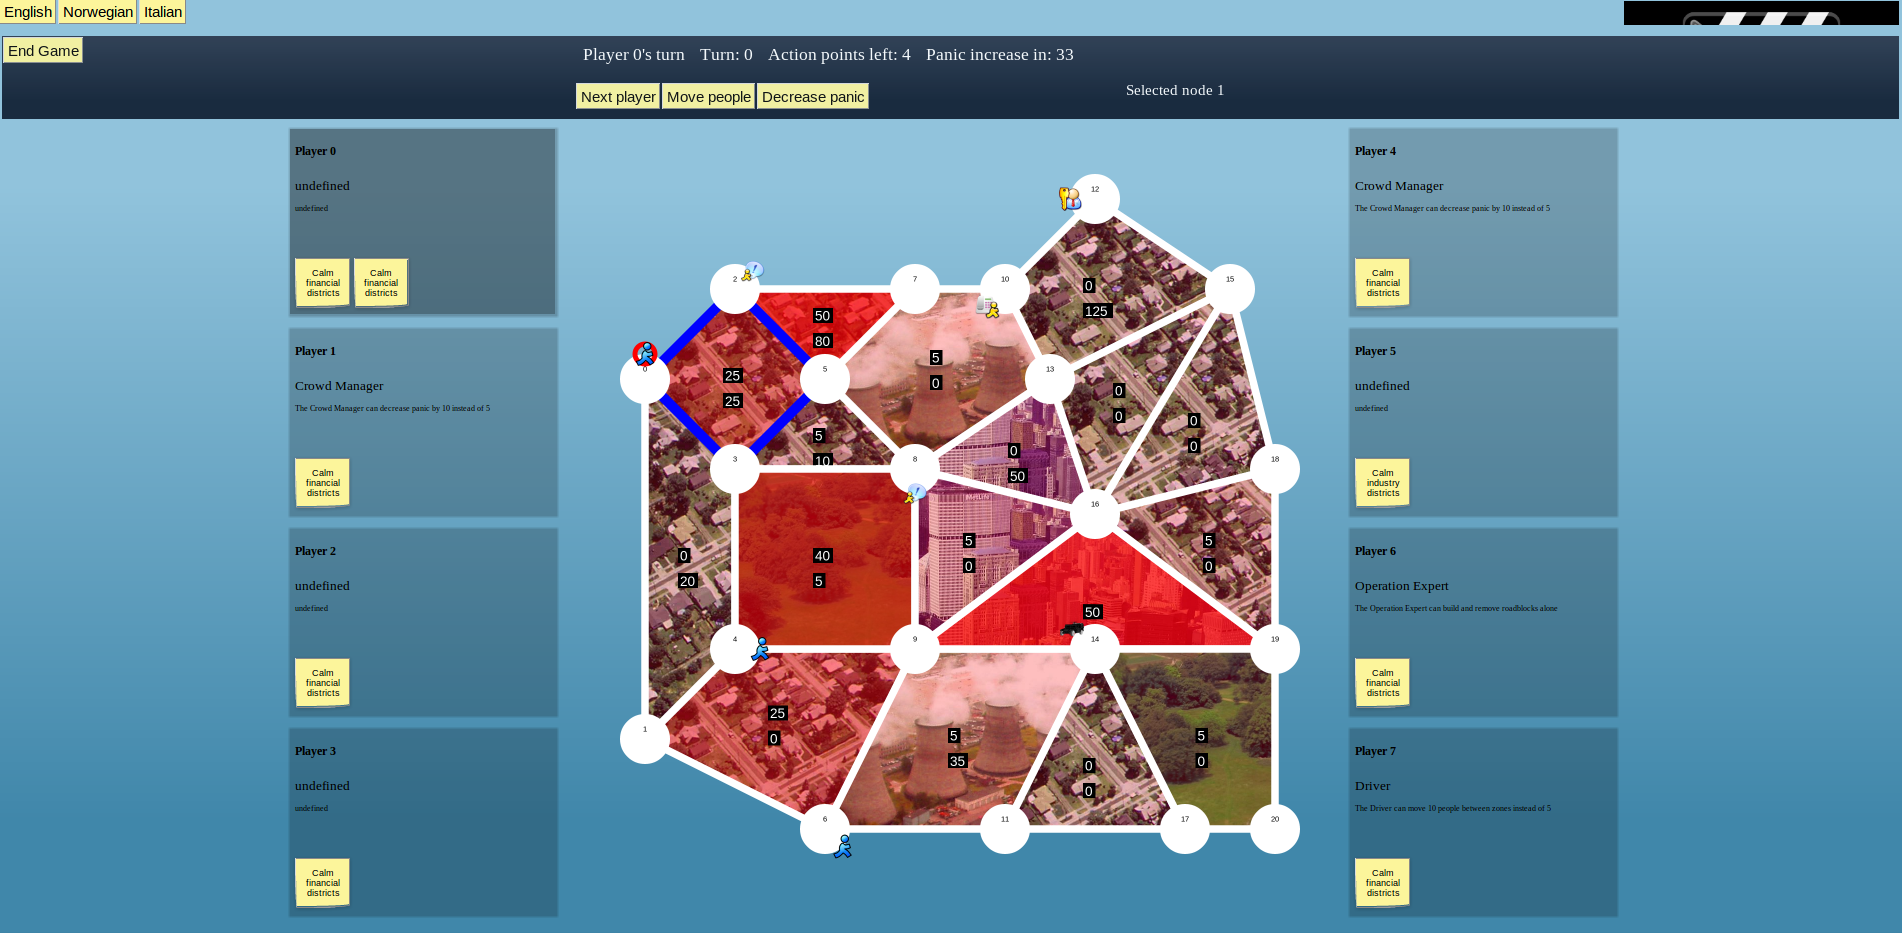 English Norwegian Italian
End Game
Player 0's turn Turn: 0 Action points left: 4 Panic increase in: 33
Next player Move people Decrease panic
Selected node 1
Player 0
undefined
undefined
Calm
financial
districts
Calm
financial
districts
Player 1
Crowd Manager
The Crowd Manager can decrease panic by 10 instead of 5
Calm
financial
districts
Player 2
undefined
undefined
Calm
financial
districts
Player 3
undefined
undefined
Calm
financial
districts
12
2
7
10
15
0
125
50
80
5
0
0
5
13
25
25
0
0
0
0
5
10
3
8
18
0
50
16
0
20
40
5
5
0
5
0
50
4
9
14
19
25
0
5
35
5
0
0
0
1
6
11
17
20
Player 4
Crowd Manager
The Crowd Manager can decrease panic by 10 instead of 5
Calm
financial
districts
Player 5
undefined
undefined
Calm
industry
districts
Player 6
Operation Expert
The Operation Expert can build and remove roadblocks alone
Calm
financial
districts
Player 7
Driver
The Driver can move 10 people between zones instead of 5
Calm
financial
districts